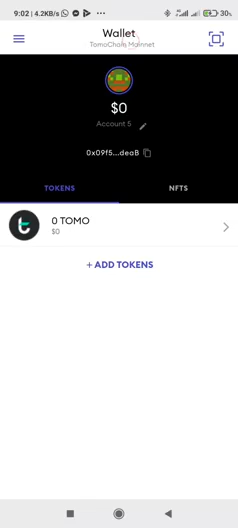 9:02 | 4.2KB/s
30%
Wallet
TomoChain Mainnet
$0
Account 5
0x09f5...deaB
TOKENS
NFTS
0 TOMO
$0
+ ADD TOKENS